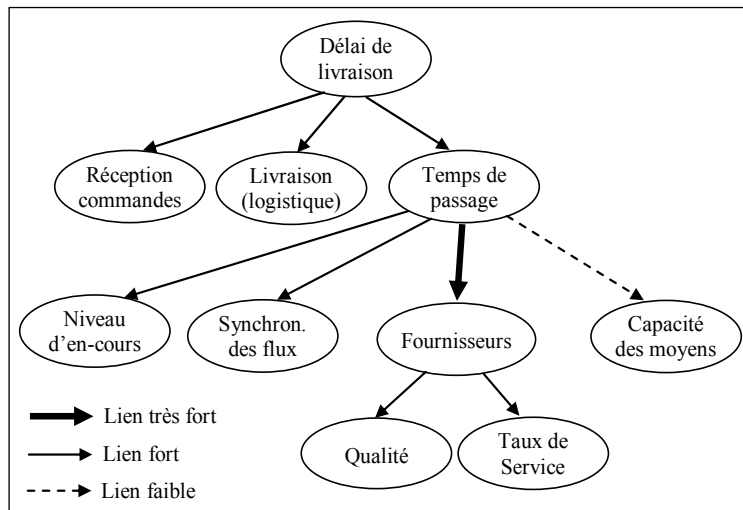 Délai de
livraison
Réception
commandes
Livraison
(logistique)
Temps de
passage
Niveau
d'en-cours
Synchron.
des flux
Fournisseurs
Capacité
des moyens
Qualité
Taux de
Service
Lien très fort
Lien fort
Lien faible